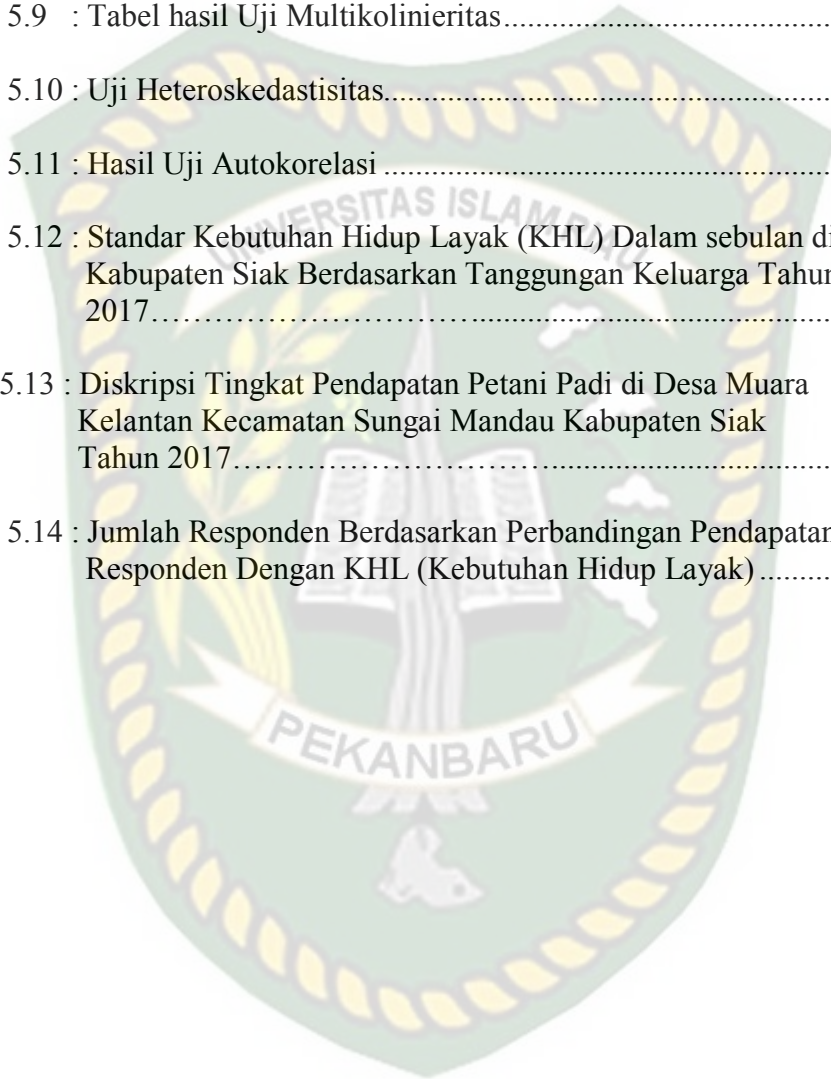 5.9 : Tabel hasil Uji Multikolinieritas............................................
5.10 : Uji Heteroskedastisitas............................................................
5.11 : Hasil Uji Autokorelasi ............................................................
UNIVERSITAS ISLAM RIAU
5.12 : Standar Kebutuhan Hidup Layak (KHL) Dalam sebulan di
Kabupaten Siak Berdasarkan Tanggungan Keluarga Tahun
2017…………………………….................................................
5.13 : Diskripsi Tingkat Pendapatan Petani Padi di Desa Muara
Kelantan Kecamatan Sungai Mandau Kabupaten Siak
Tahun 2017……………………………........................................
5.14 : Jumlah Responden Berdasarkan Perbandingan Pendapatan
Responden Dengan KHL (Kebutuhan Hidup Layak) ..........
PEKANBARU